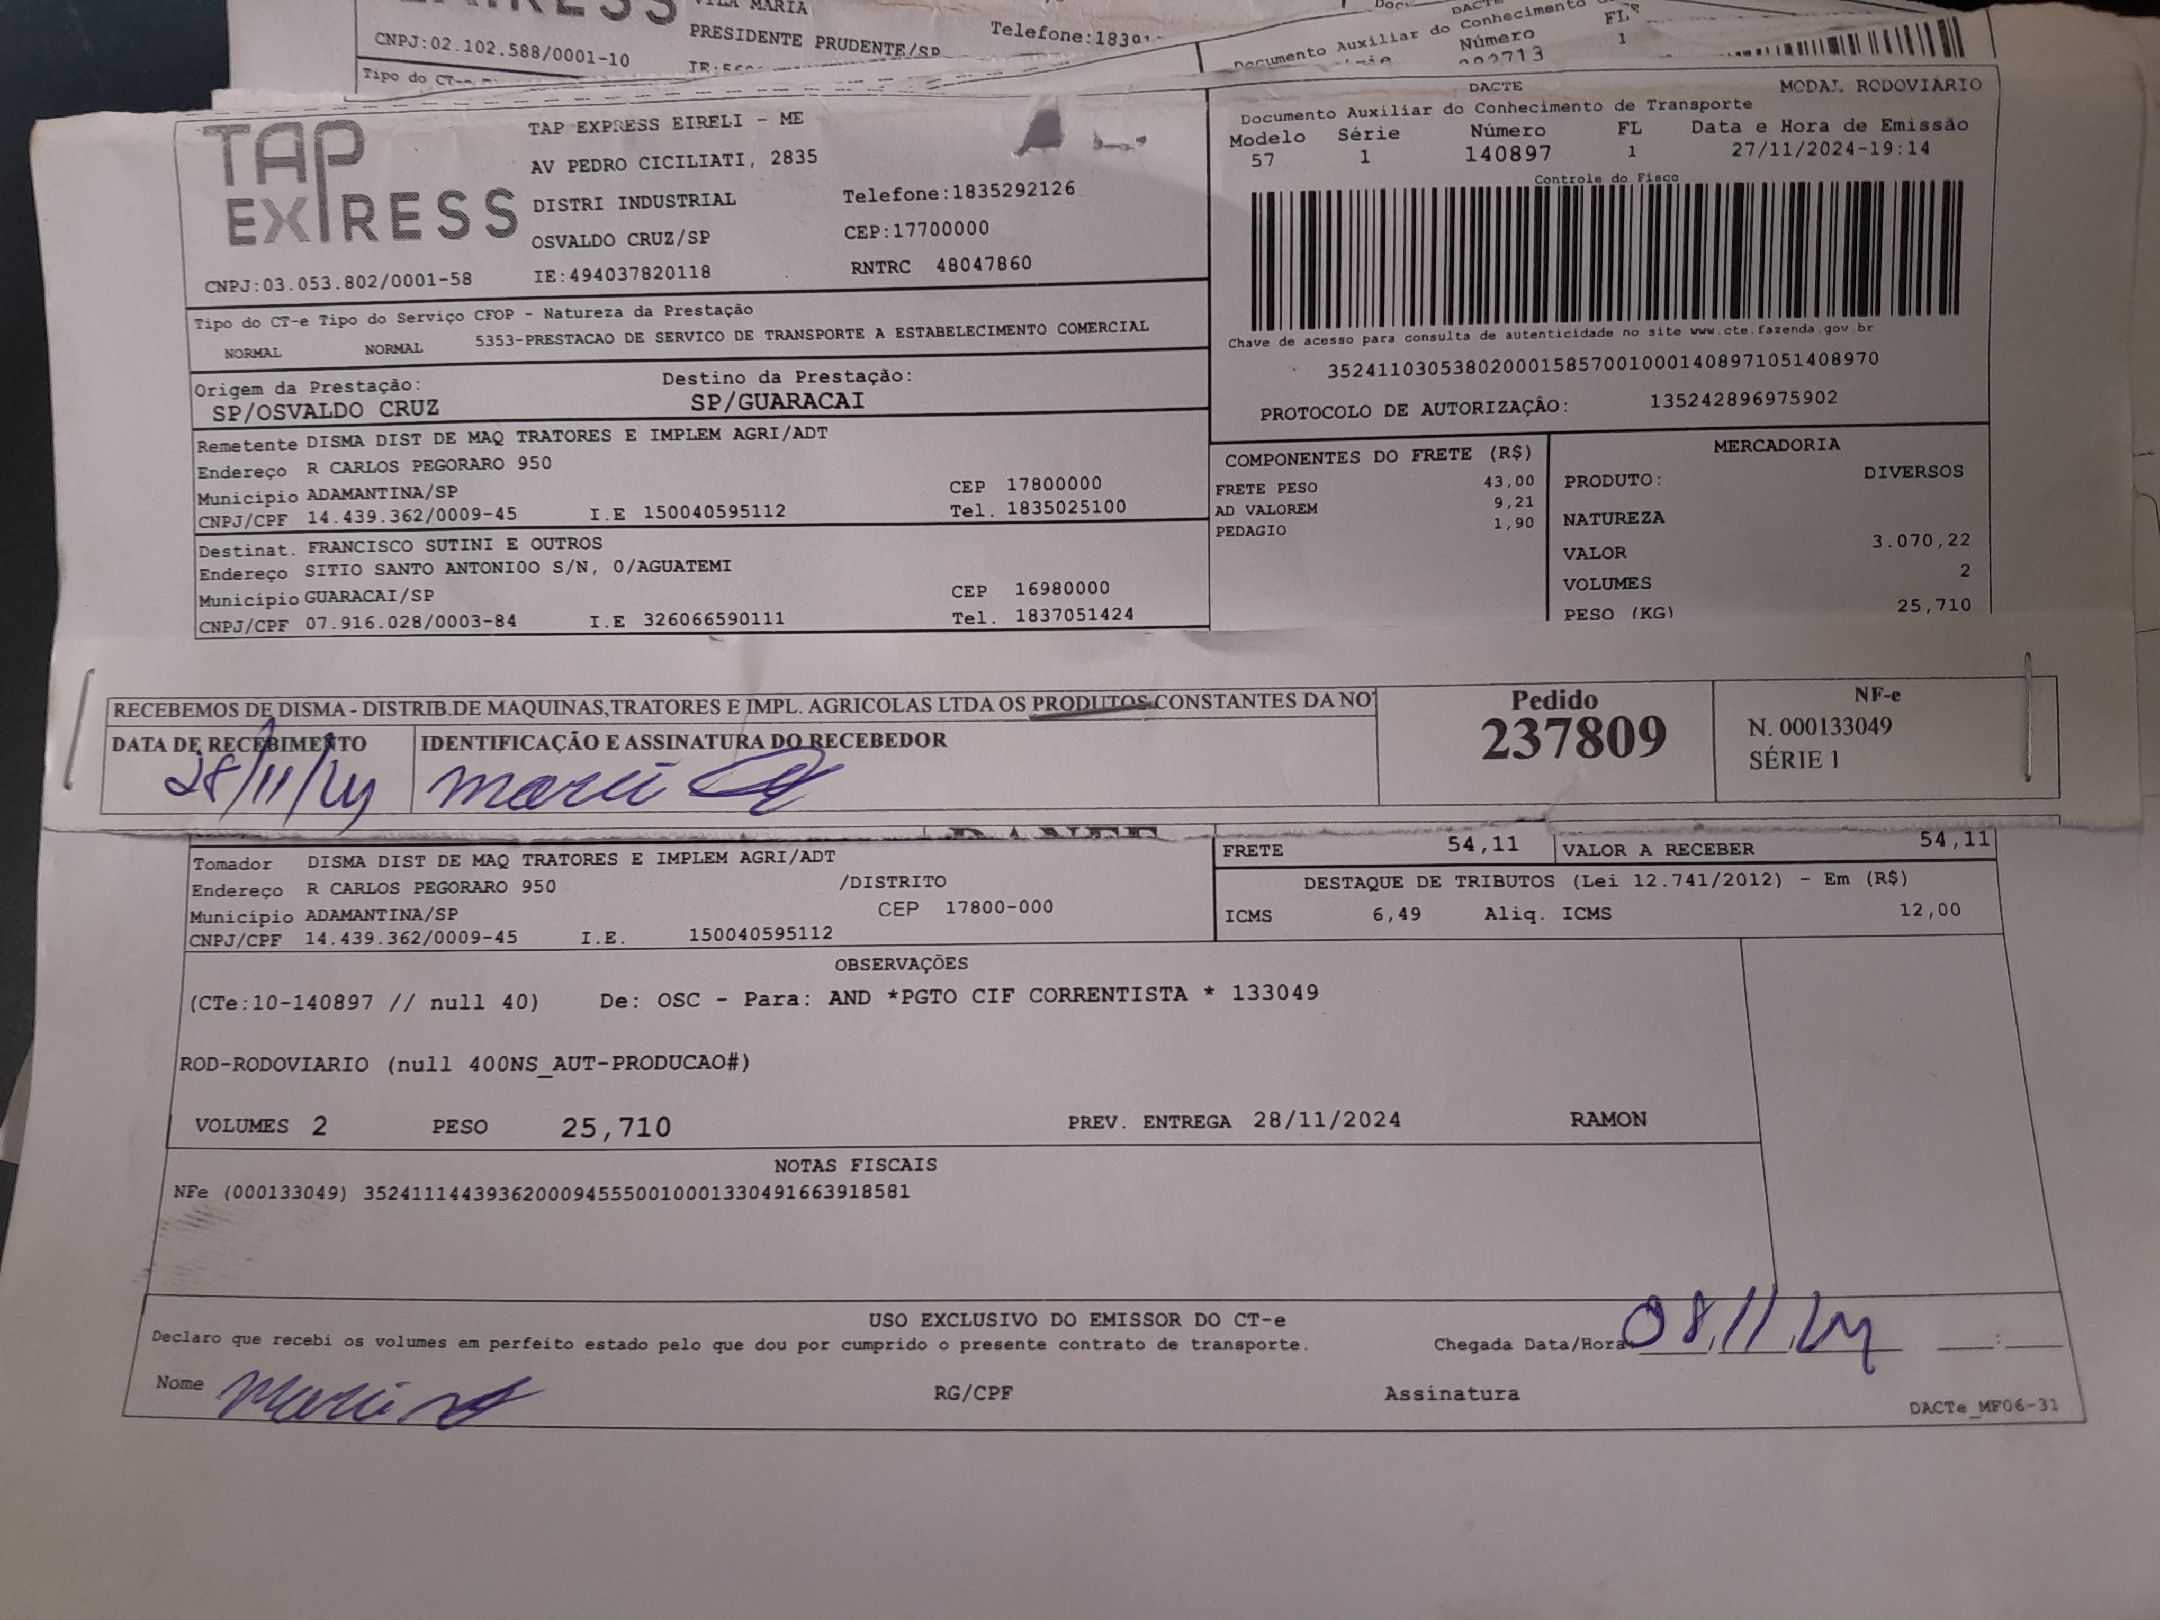 VILA MARIA
CNPJ:02.102.588/0001-10
PRESIDENTE PRUDENTE/SP
Documento Auxiliar do Conhecimento
Número
FL
1
TAP EXPRESS
TAP EXPRESS EIRELI - ME
AV PEDRO CICILIATI, 2835
DISTRI INDUSTRIAL Telefone:1835292126
OSVALDO CRUZ/SP CEP:17700000
CNPJ:03.053.802/0001-58 IE:494037820118 RNTRC 48047860
DACTE MODAL RODOVIARIO
Documento Auxiliar do Conhecimento de Transporte
Modelo Série Número FL Data e Hora de Emissão
57 1 140897 1 27/11/2024-19:14
Controle do Fisco
Chave de acesso para consulta de autenticidade no site www.cte.fazenda.gov.br
35241103053802000158570010001408971051408970
PROTOCOLO DE AUTORIZAÇÂO: 135242896975902
Tipo do CT-e Tipo do Serviço CFOP - Natureza da Prestação
NORMAL NORMAL 5353-PRESTACAO DE SERVICO DE TRANSPORTE A ESTABELECIMENTO COMERCIAL
Origem da Prestação: Destino da Prestação:
SP/OSVALDO CRUZ SP/GUARACAI
Remetente DISMA DIST DE MAQ TRATORES E IMPLEM AGRI/ADT
Endereço R CARLOS PEGORARO 950
Município ADAMANTINA/SP CEP 17800000
CNPJ/CPF 14.439.362/0009-45 I.E 150040595112 Tel. 1835025100
Destinat. FRANCISCO SUTINI E OUTROS
Endereço SITIO SANTO ANTONIOO S/N, 0/AGUATEMI
Município GUARACAI/SP CEP 16980000
CNPJ/CPF 07.916.028/0003-84 I.E 326066590111 Tel. 1837051424
COMPONENTES DO FRETE (R$)
FRETE PESO 43,00
AD VALOREM 9,21
PEDAGIO 1,90
MERCADORIA
PRODUTO: DIVERSOS
NATUREZA
VALOR 3.070,22
VOLUMES 2
PESO (KG) 25,710
RECEBEMOS DE DISMA - DISTRIB.DE MAQUINAS,TRATORES E IMPL. AGRICOLAS LTDA OS PRODUTOS CONSTANTES DA NO
DATA DE RECEBIMENTO IDENTIFICAÇÃO E ASSINATURA DO RECEBEDOR
28/11/24
Pedido
237809
NF-e
N. 000133049
SÉRIE 1
DANFE
Tomador DISMA DIST DE MAQ TRATORES E IMPLEM AGRI/ADT
Endereço R CARLOS PEGORARO 950 /DISTRITO
Município ADAMANTINA/SP CEP 17800-000
CNPJ/CPF 14.439.362/0009-45 I.E. 150040595112
FRETE 54,11 VALOR A RECEBER 54,11
DESTAQUE DE TRIBUTOS (Lei 12.741/2012) - Em (R$)
ICMS 6,49 Aliq. ICMS 12,00
OBSERVAÇÕES
(CTe:10-140897 // null 40) De: OSC - Para: AND *PGTO CIF CORRENTISTA * 133049
ROD-RODOVIARIO (null 400NS_AUT-PRODUCAO#)
VOLUMES 2 PESO 25,710 PREV. ENTREGA 28/11/2024 RAMON
NOTAS FISCAIS
NFe (000133049) 35241114439362000945550010001330491663918581
USO EXCLUSIVO DO EMISSOR DO CT-e
Declaro que recebi os volumes em perfeito estado pelo que dou por cumprido o presente contrato de transporte. Chegada Data/Hora 08/11/24
Nome RG/CPF Assinatura
DACTe_MF06-31